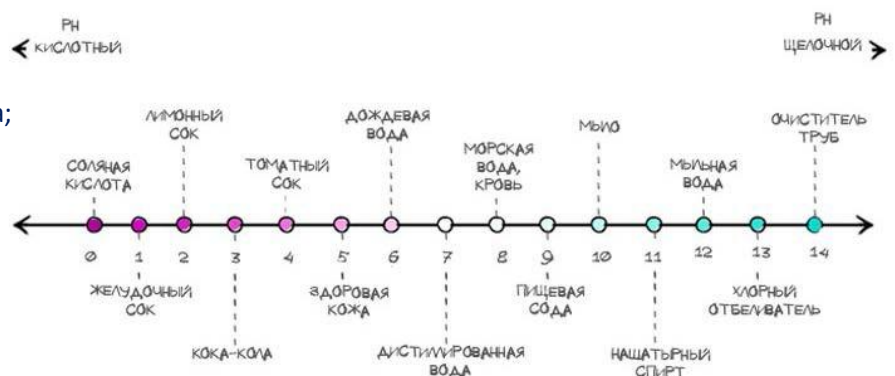 PH
КИСЛОТНЫЙ
PH
ЩЕЛОЧНОЙ
ЛИМОННЫЙ
СОК
ДОЖДЕВАЯ
ВОДА
МЫЛО
ОЧИСТИТЕЛЬ
ТРУБ
СОЛЯНАЯ
КИСЛОТА
ТОМАТНЫЙ
СОК
МОРСКАЯ
ВОДА,
КРОВЬ
МЫЛЬНАЯ
ВОДА
0 1 2 3 4 5 6 7 8 9 10 11 12 13 14
ЖЕЛУДОЧНЫЙ
СОК
ЗДОРОВАЯ
КОЖА
ПИЩЕВАЯ
СОДА
ХЛОРНЫЙ
ОТБЕЛИВАТЕЛЬ
КОКА-КОЛА
ДИСТИЛИРОВАННАЯ
ВОДА
НАШАТЫРНЫЙ
СПИРТ